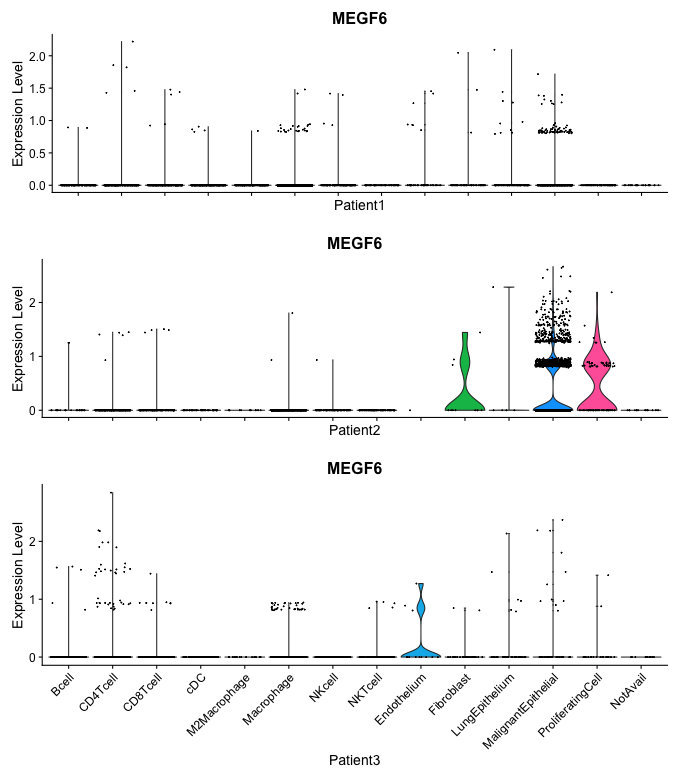 MEGF6
Expression Level
2.0
1.5
1.0
0.5
0.0
Patient1
MEGF6
Expression Level
2
1
0
Patient2
MEGF6
Expression Level
2
1
0
Bcell
CD4Tcell
CD8Tcell
cDC
M2Macrophage
Macrophage
NKcell
NKTcell
Endothelium
Fibroblast
LungEpithelium
MalignantEpithelial
ProliferatingCell
NotAvail
Patient3